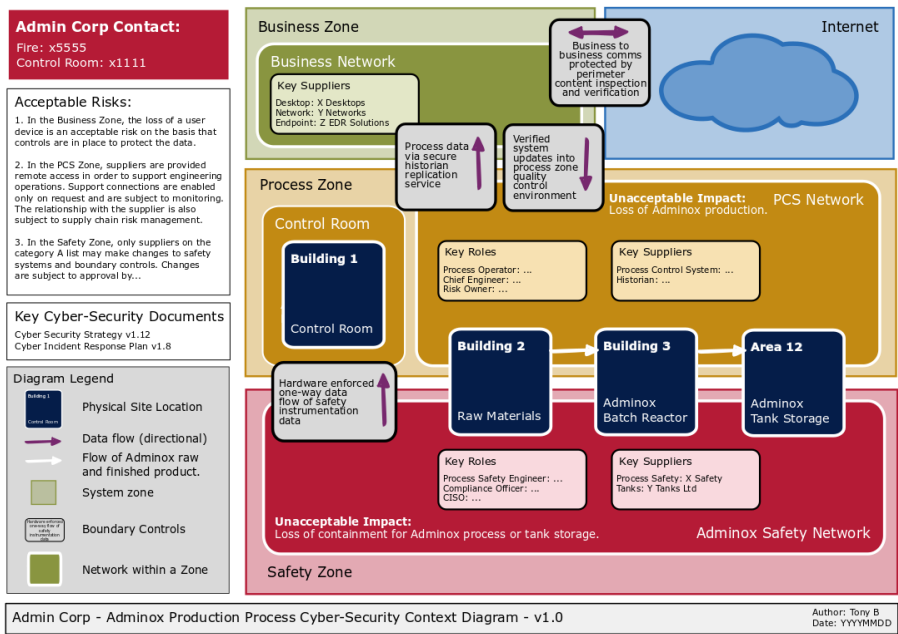 Admin Corp Contact:
Fire: x5555
Control Room: x1111
Acceptable Risks:
1. In the Business Zone, the loss of a user
device is an acceptable risk on the basis that
controls are in place to protect the data.
2. In the PCS Zone, suppliers are provided
remote access in order to support engineering
operations. Support connections are enabled
only on request and are subject to monitoring.
The relationship with the supplier is also
subject to supply chain risk management.
3. In the Safety Zone, only suppliers on the
category A list may make changes to safety
systems and boundary controls. Changes
are subject to approval by...
Key Cyber-Security Documents
Cyber Security Strategy v1.12
Cyber Incident Response Plan v1.8
Diagram Legend
Building 1
Control Room
Physical Site Location
Data flow (directional)
Flow of Adminox raw
and finished product.
System zone
Hardware enforced
one-way data flow of
safety
instrumentation
data
Boundary Controls
Network within a Zone
Business Zone
Business Network
Key Suppliers
Desktop: X Desktops
Network: Y Networks
Endpoint: Z EDR Solutions
Business to
business comms
protected by
perimeter
content inspection
and verification
Internet
Process data
via secure
historian
replication
service
Verified
system
updates into
process zone
quality
control
environment
Process Zone
Control Room
Building 1
Control Room
Unacceptable Impact:
Loss of Adminox production.
PCS Network
Key Roles
Process Operator: ...
Chief Engineer: ...
Risk Owner: ...
Key Suppliers
Process Control System: ...
Historian: ...
Building 2
Raw Materials
Building 3
Adminox
Batch Reactor
Area 12
Adminox
Tank Storage
Hardware enforced
one-way data
flow of safety
instrumentation
data
Key Roles
Process Safety Engineer: ...
Compliance Officer: ...
CISO: ...
Key Suppliers
Process Safety: X Safety
Tanks: Y Tanks Ltd
Unacceptable Impact:
Loss of containment for Adminox process or tank storage.
Adminox Safety Network
Safety Zone
Admin Corp - Adminox Production Process Cyber-Security Context Diagram - v1.0
Author: Tony B
Date: YYYYMMDD